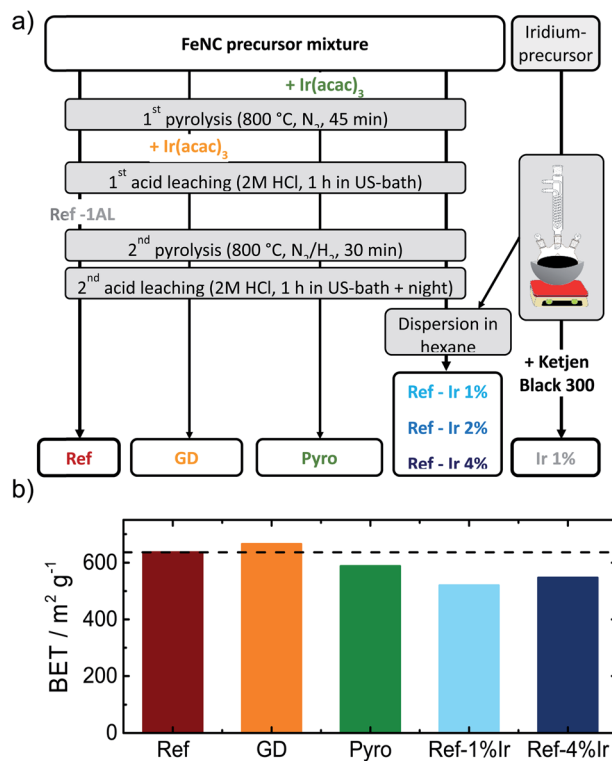 a)
FeNC precursor mixture
Iridium-
precursor
+ Ir(acac)₃
1ˢᵗ pyrolysis (800 °C, N₂, 45 min)
+ Ir(acac)₃
1ˢᵗ acid leaching (2M HCl, 1 h in US-bath)
Ref -1AL
2ⁿᵈ pyrolysis (800 °C, N₂/H₂, 30 min)
2ⁿᵈ acid leaching (2M HCl, 1 h in US-bath + night)
Dispersion in
hexane
+ Ketjen
Black 300
Ref - Ir 1%
Ref - Ir 2%
Ref - Ir 4%
Ref
GD
Pyro
Ir 1%
b)
BET / m² g⁻¹
600
400
200
0
Ref
GD
Pyro
Ref-1%Ir
Ref-4%Ir